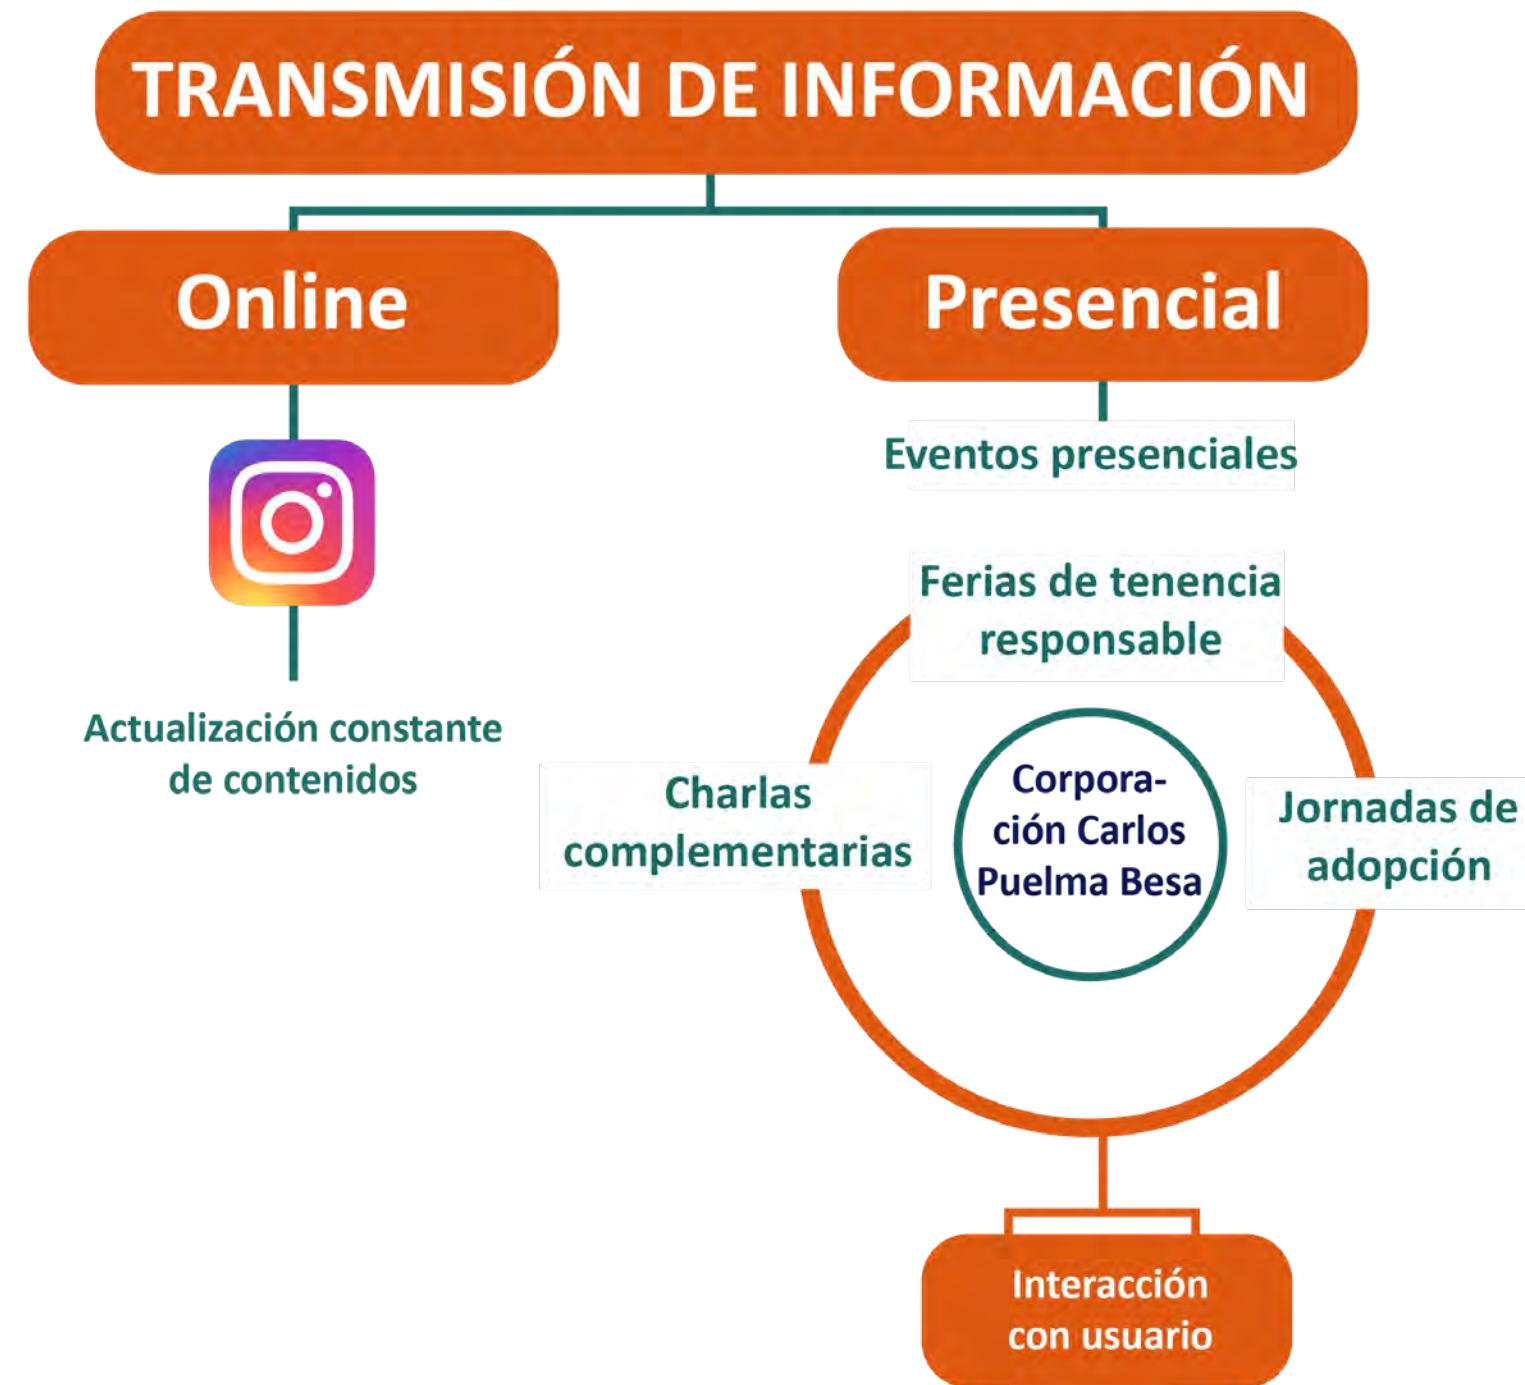 TRANSMISIÓN DE INFORMACIÓN
Online
Presencial
Actualización constante
de contenidos
Eventos presenciales
Ferias de tenencia
responsable
Charlas
complementarias
Corpora-
ción Carlos
Puelma Besa
Jornadas de
adopción
Interacción
con usuario